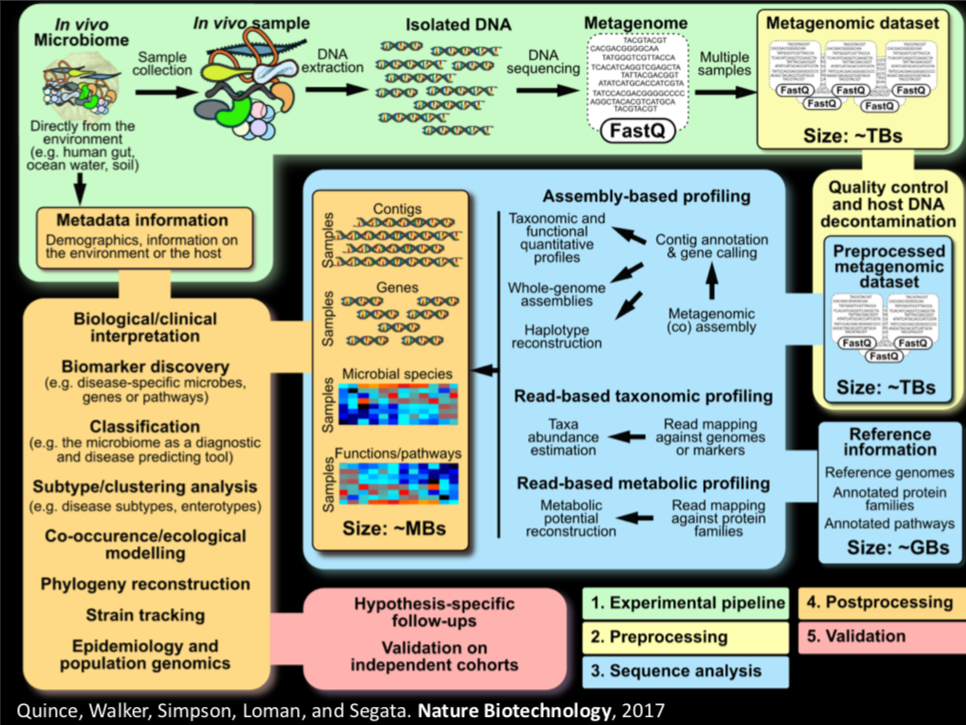 In vivo
Microbiome
Sample
collection
In vivo sample
DNA
extraction
Isolated DNA
DNA
sequencing
Metagenome
TACGTACGT
CACGACGGGGCAA
TATGGGTCGTTACCA
TCACATCAGGTCGAGCTA
TATTACGACGGT
ATATCATGCACCATCGTA
TATCCACGACGGGGCCCC
AGGCTACACGTCATGCA
TACGTACGT
FastQ
Multiple
samples
Metagenomic dataset
FastQ
FastQ
FastQ
FastQ
FastQ
Size: ~TBs
Directly from the
environment
(e.g. human gut,
ocean water, soil)
Metadata information
Demographics, information on
the environment or the host
Quality control
and host DNA
decontamination
Preprocessed
metagenomic
dataset
FastQ
FastQ
FastQ
Size: ~TBs
Reference
information
Reference genomes
Annotated protein
families
Annotated pathways
Size: ~GBs
Assembly-based profiling
Taxonomic and
functional
quantitative
profiles
Whole-genome
assemblies
Haplotype
reconstruction
Contig annotation
& gene calling
Metagenomic
(co) assembly
Read-based taxonomic profiling
Taxa
abundance
estimation
Read mapping
against genomes
or markers
Read-based metabolic profiling
Metabolic
potential
reconstruction
Read mapping
against protein
families
Contigs
Samples
Genes
Samples
Microbial species
Samples
Functions/pathways
Samples
Size: ~MBs
Biological/clinical
interpretation
Biomarker discovery
(e.g. disease-specific microbes,
genes or pathways)
Classification
(e.g. the microbiome as a diagnostic
and disease predicting tool)
Subtype/clustering analysis
(e.g. disease subtypes, enterotypes)
Co-occurence/ecological
modelling
Phylogeny reconstruction
Strain tracking
Epidemiology and
population genomics
Hypothesis-specific
follow-ups
Validation on
independent cohorts
1. Experimental pipeline
2. Preprocessing
3. Sequence analysis
4. Postprocessing
5. Validation
Quince, Walker, Simpson, Loman, and Segata. Nature Biotechnology, 2017